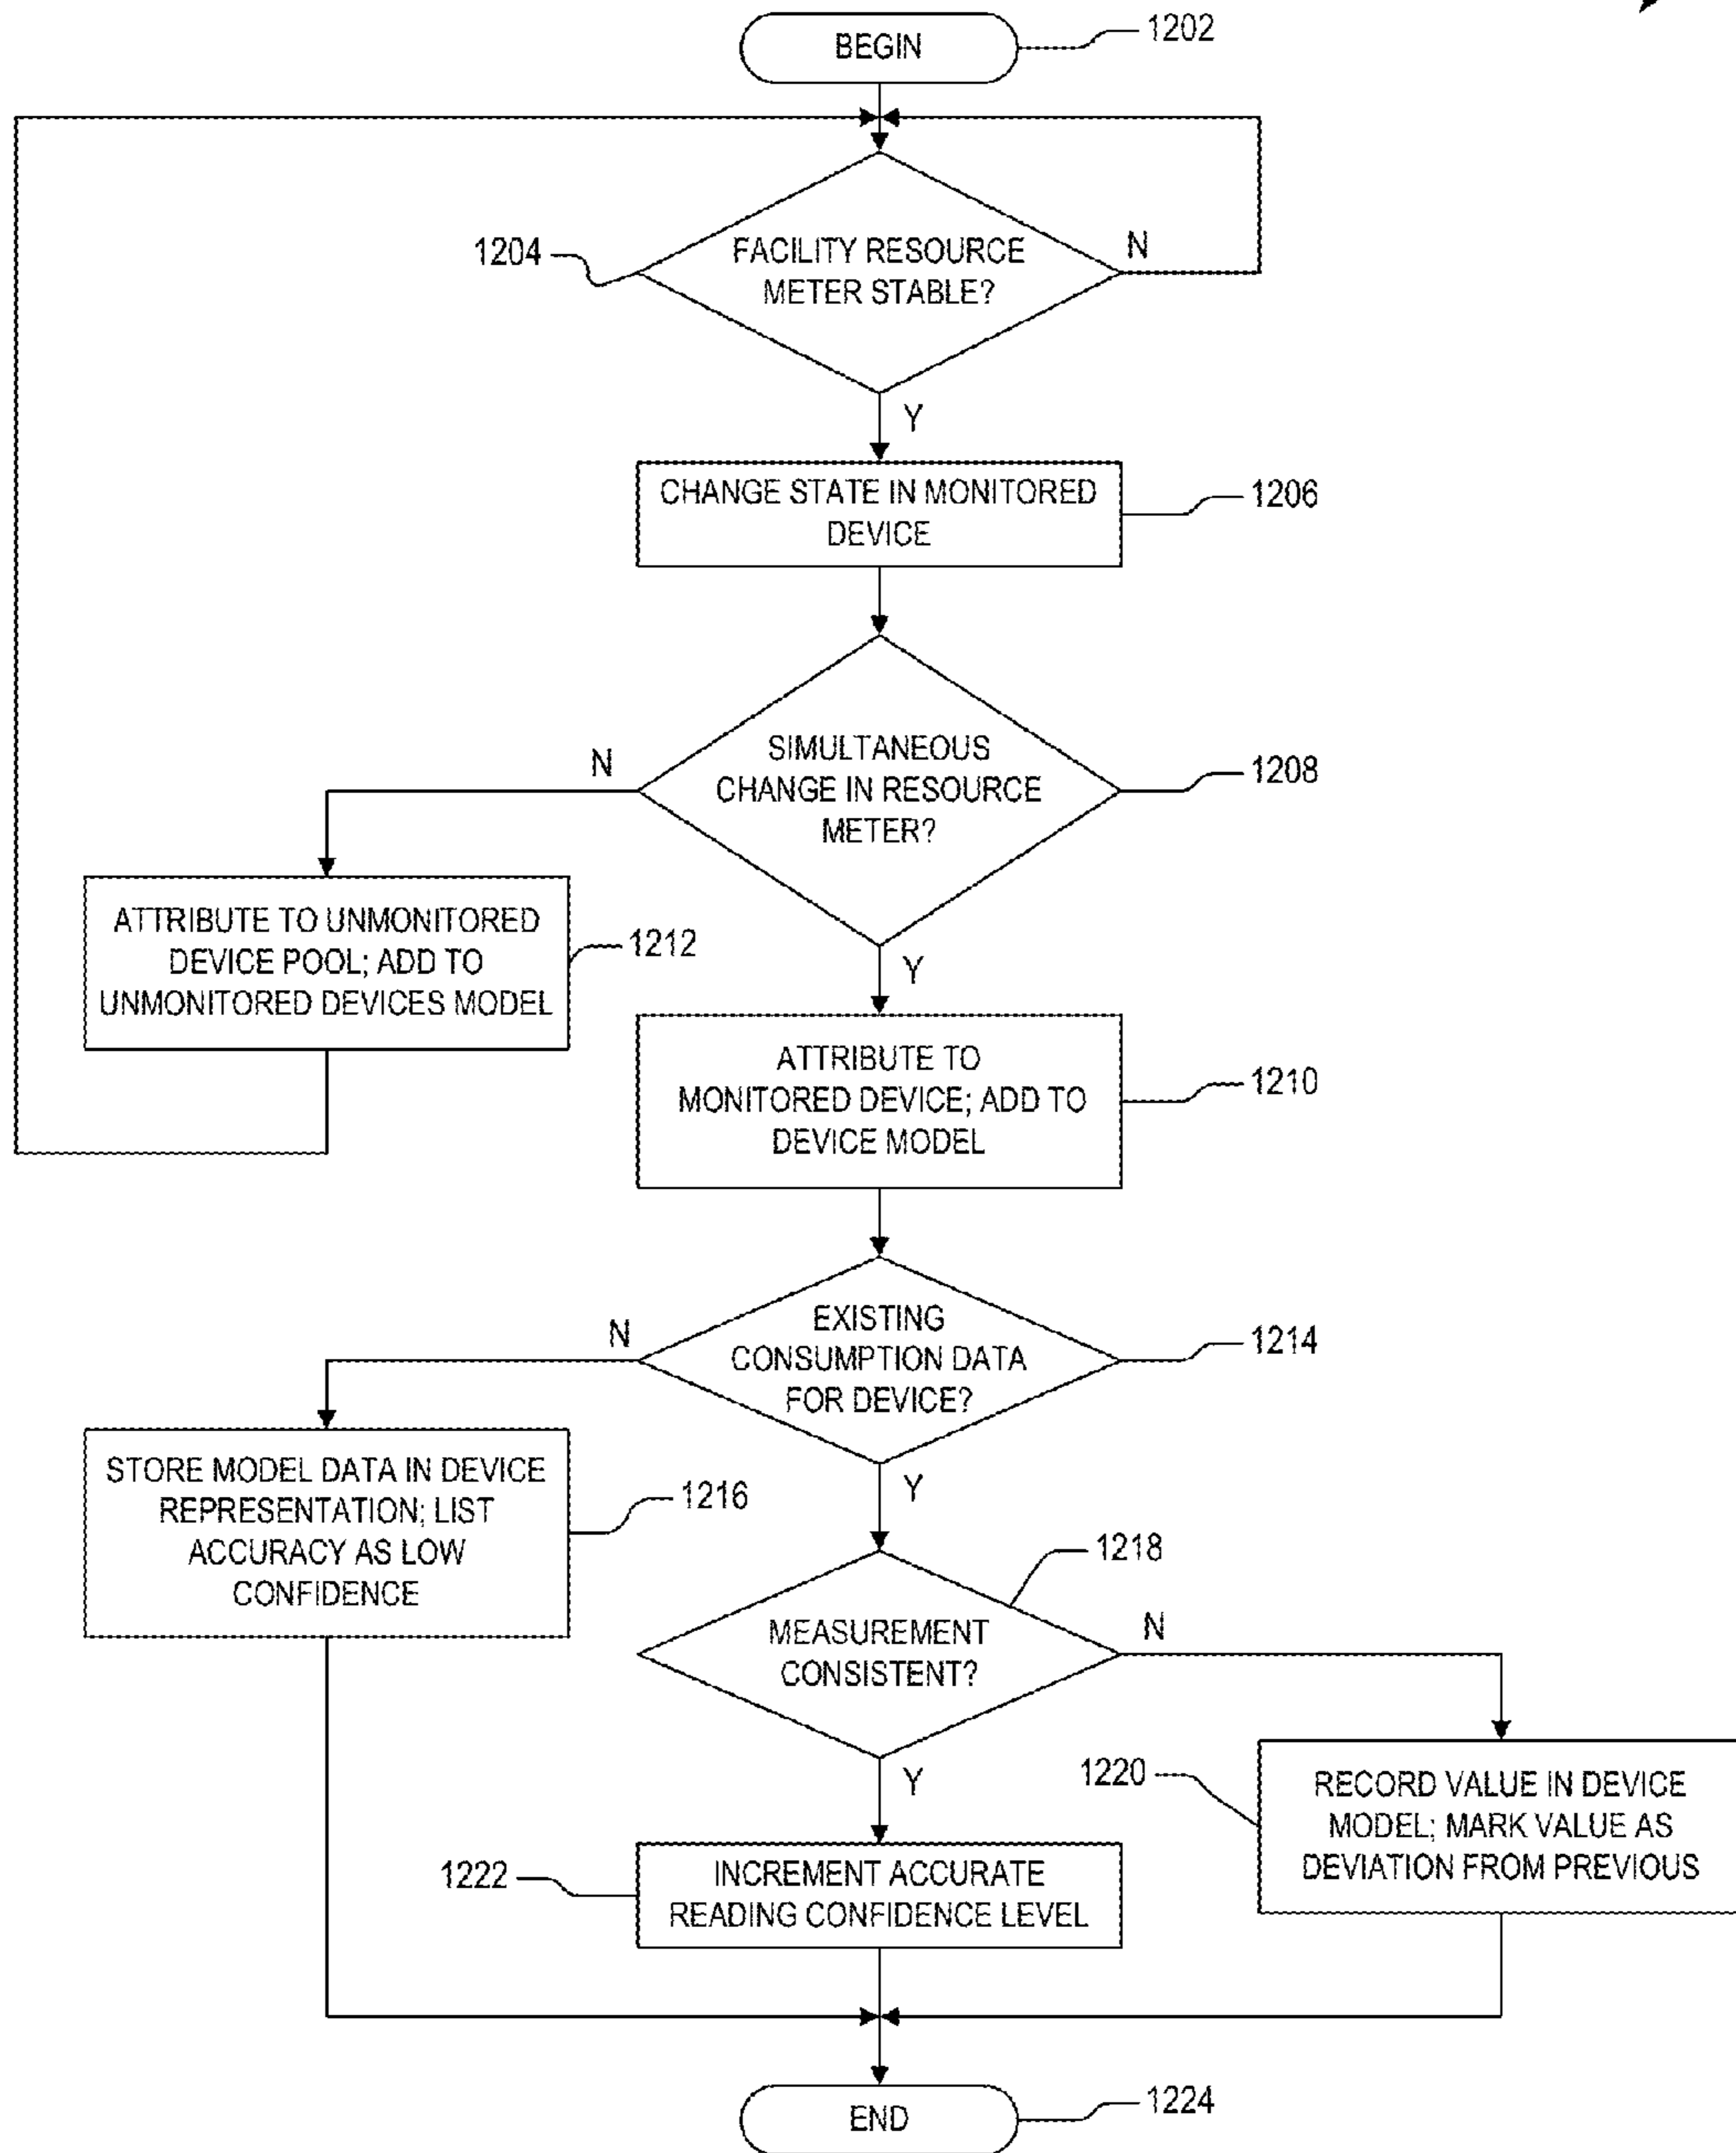 BEGIN
1202
1204
FACILITY RESOURCE
METER STABLE?
N
Y
CHANGE STATE IN MONITORED
DEVICE
1206
SIMULTANEOUS
CHANGE IN RESOURCE
METER?
N
1208
Y
ATTRIBUTE TO UNMONITORED
DEVICE POOL; ADD TO
UNMONITORED DEVICES MODEL
1212
ATTRIBUTE TO
MONITORED DEVICE; ADD TO
DEVICE MODEL
1210
EXISTING
CONSUMPTION DATA
FOR DEVICE?
N
1214
Y
STORE MODEL DATA IN DEVICE
REPRESENTATION; LIST
ACCURACY AS LOW
CONFIDENCE
1216
1218
MEASUREMENT
CONSISTENT?
N
Y
1220
RECORD VALUE IN DEVICE
MODEL; MARK VALUE AS
DEVIATION FROM PREVIOUS
1222
INCREMENT ACCURATE
READING CONFIDENCE LEVEL
END
1224